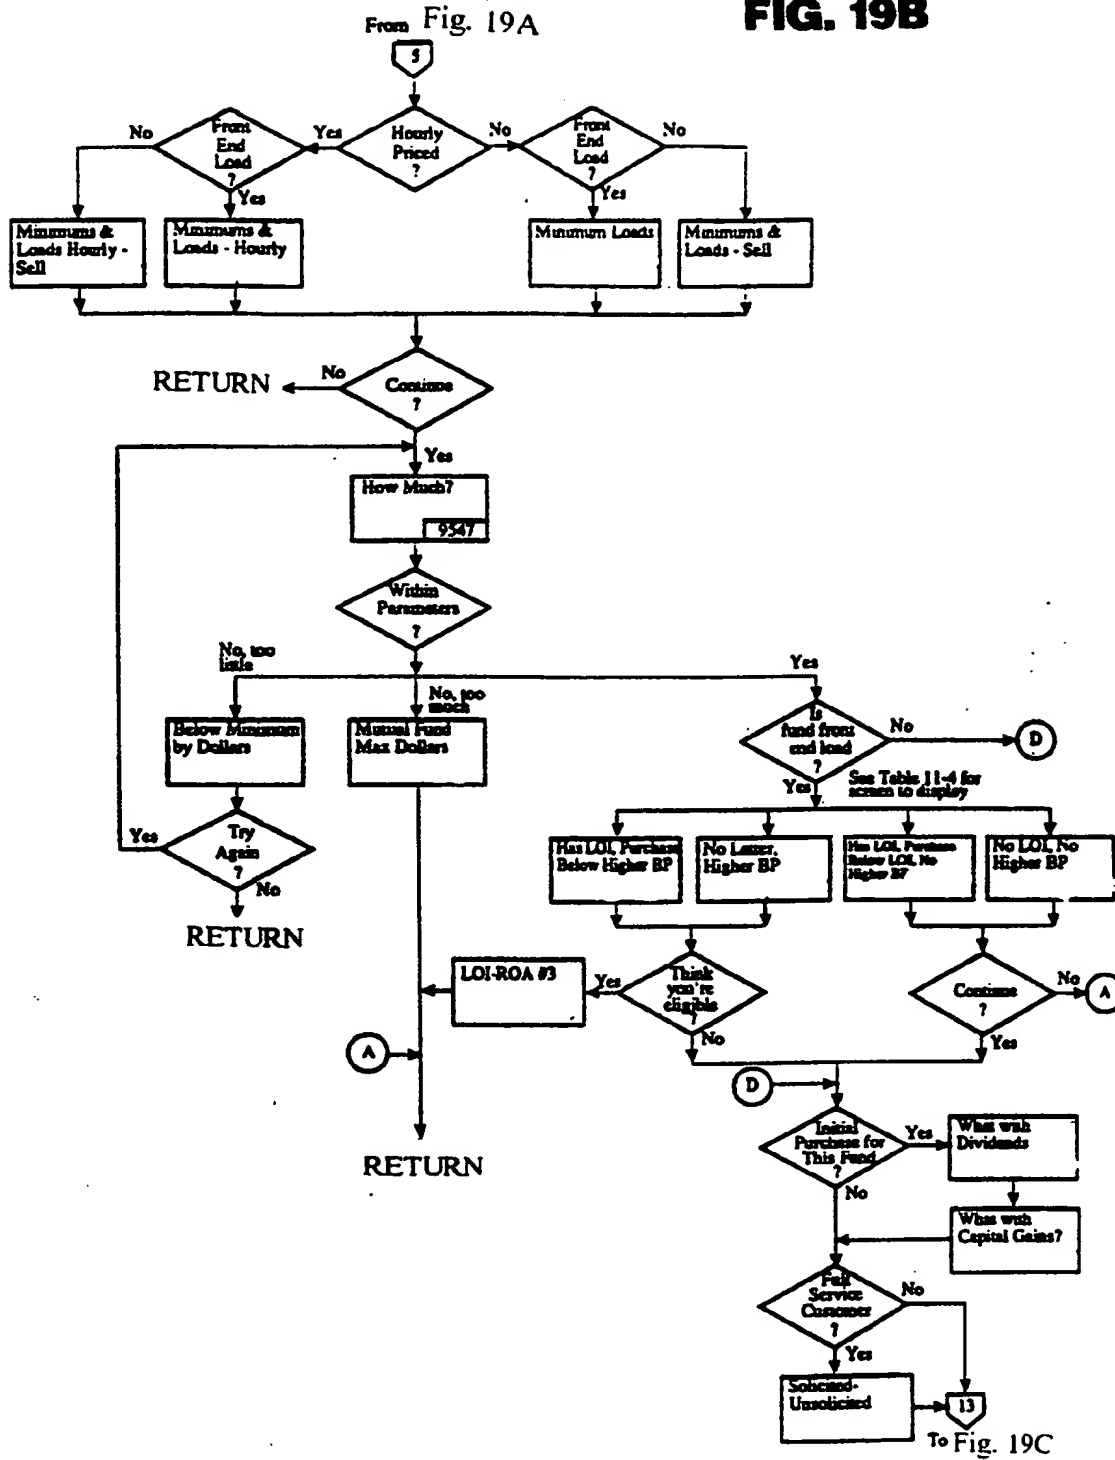 FIG. 19B
From Fig. 19A
5
No
Front
End
Load
?
Yes
Hourly
Priced
?
No
Front
End
Load
?
No
Yes
Yes
Minimums &
Loads Hourly -
Sell
Minimums &
Loads - Hourly
Minimum Loads
Minimums &
Loads - Sell
RETURN
No
Continue
?
Yes
How Much?
9547
Within
Parameters
?
No, too
little
No, too
much
Yes
Below Minimum
by Dollars
Mutual Fund
Max Dollars
Is
fund front
end load
?
No
D
Yes
See Table 11-4 for
screen to display
Yes
Try
Again
?
No
RETURN
Has LOI, Purchase
Below Higher BP
No Letter,
Higher BP
Has LOI, Purchase
Below LOI, No
Higher BP
No LOI, No
Higher BP
LOI-ROA #3
Yes
Think
you're
eligible
?
No
Continue
?
No
A
Yes
A
D
RETURN
Initial
Purchase for
This Fund
?
Yes
What with
Dividends
No
What with
Capital Gains?
Full
Service
Customer
?
No
Yes
Solicited-
Unsolicited
13
To Fig. 19C